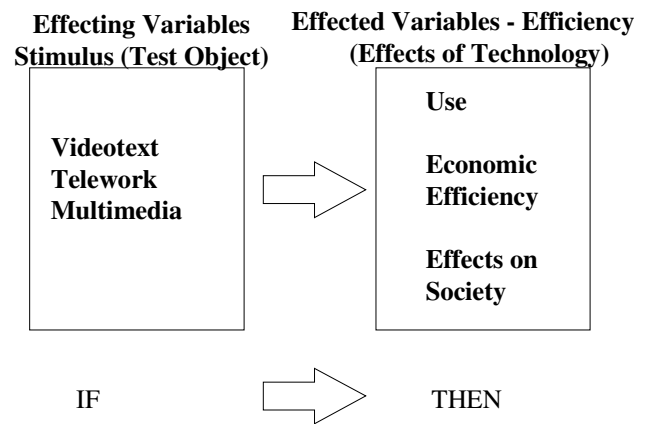 Effecting Variables
Stimulus (Test Object)
Effected Variables - Efficiency
(Effects of Technology)
Videotext
Telework
Multimedia
Use
Economic
Efficiency
Effects on
Society
IF
THEN